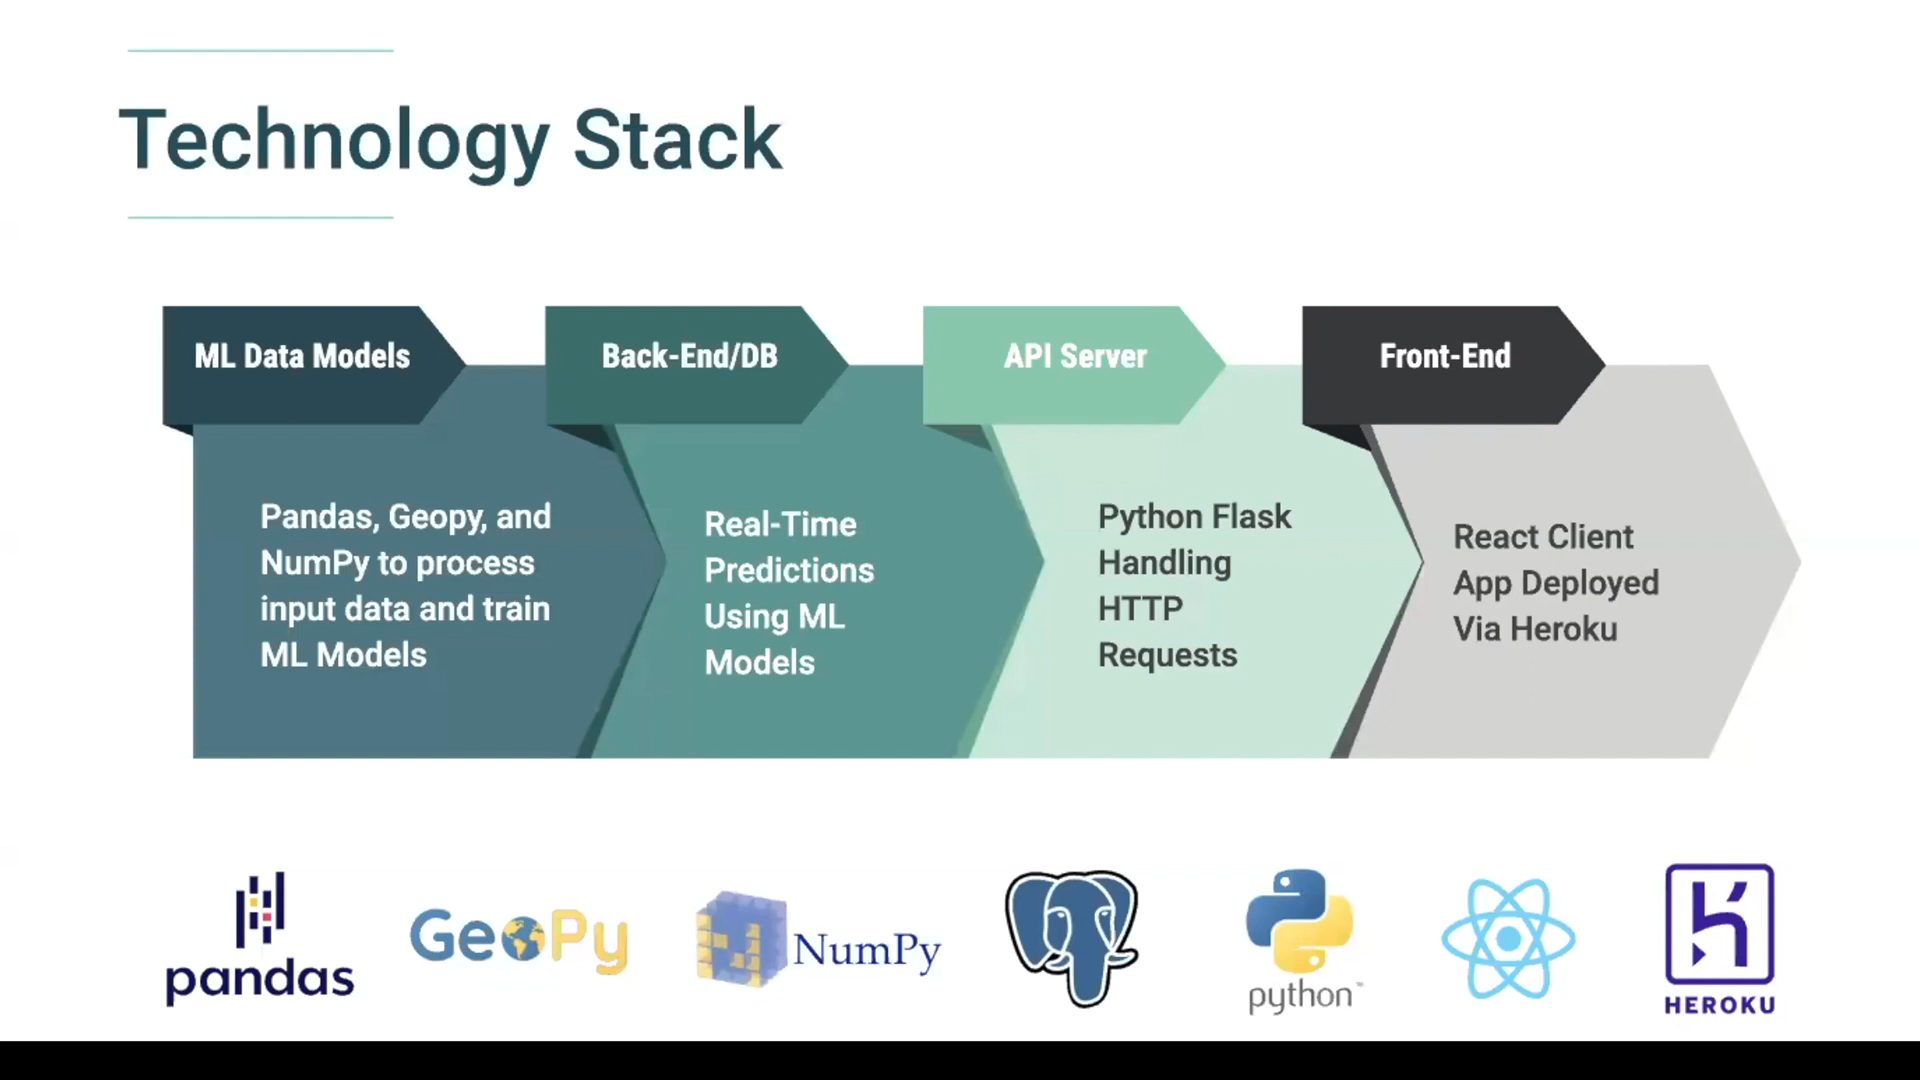 Technology Stack
ML Data Models
Back-End/DB
API Server
Front-End
Pandas, Geopy, and
NumPy to process
input data and train
ML Models
Real-Time
Predictions
Using ML
Models
Python Flask
Handling
HTTP
Requests
React Client
App Deployed
Via Heroku
pandas
GeoPy
NumPy
python™
HEROKU